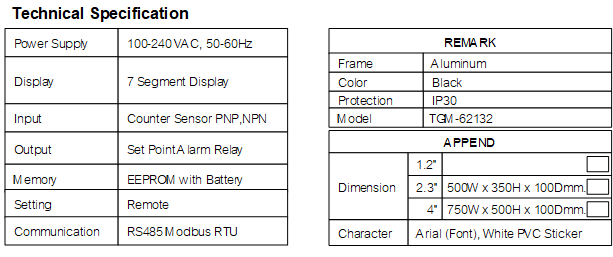 Technical Specification
Power Supply 100-240VAC, 50-60Hz
Display 7 Segment Display
Input Counter Sensor PNP,NPN
Output Set Point Alarm Relay
Memory EEPROM with Battery
Setting Remote
Communication RS485 Modbus RTU
REMARK
Frame Aluminum
Color Black
Protection IP30
Model TGM-62132
APPEND
Dimension
1.2"
2.3" 500W x 350H x 100Dmm.
4" 750W x 500H x 100Dmm.
Character Arial (Font), White PVC Sticker